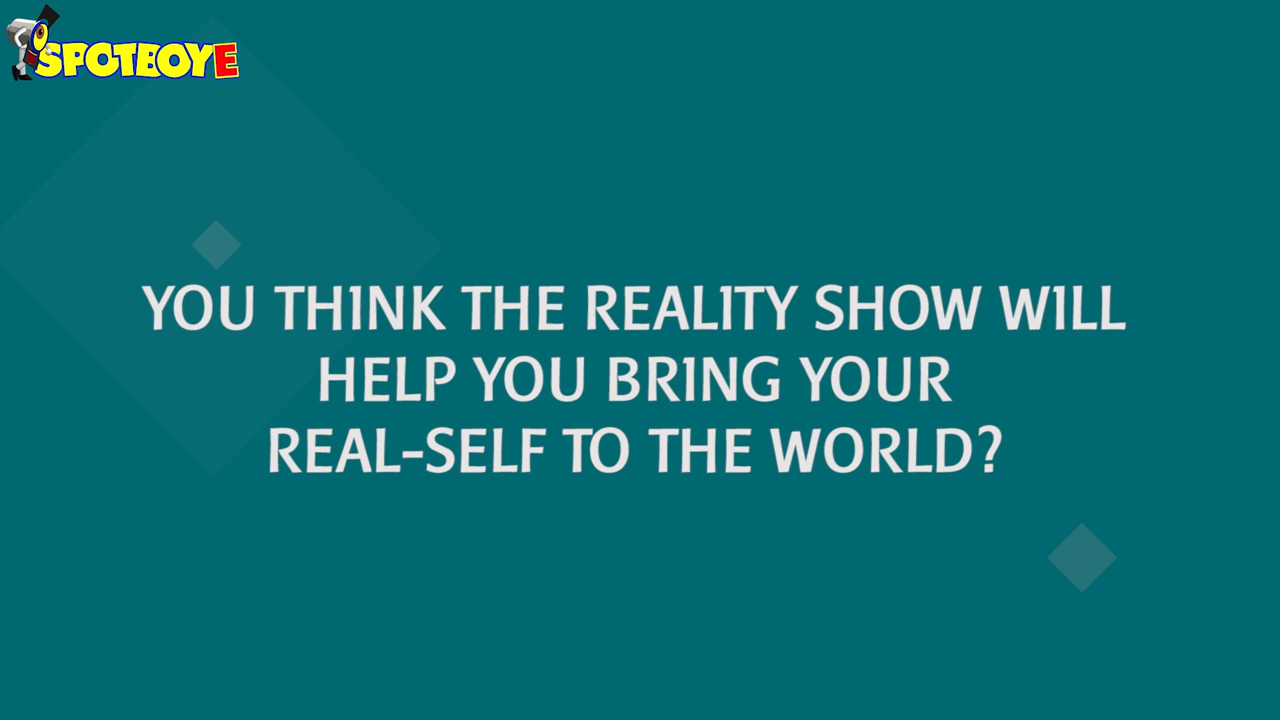 SPOTBOYE
YOU THINK THE REALITY SHOW WILL
HELP YOU BRING YOUR
REAL-SELF TO THE WORLD?